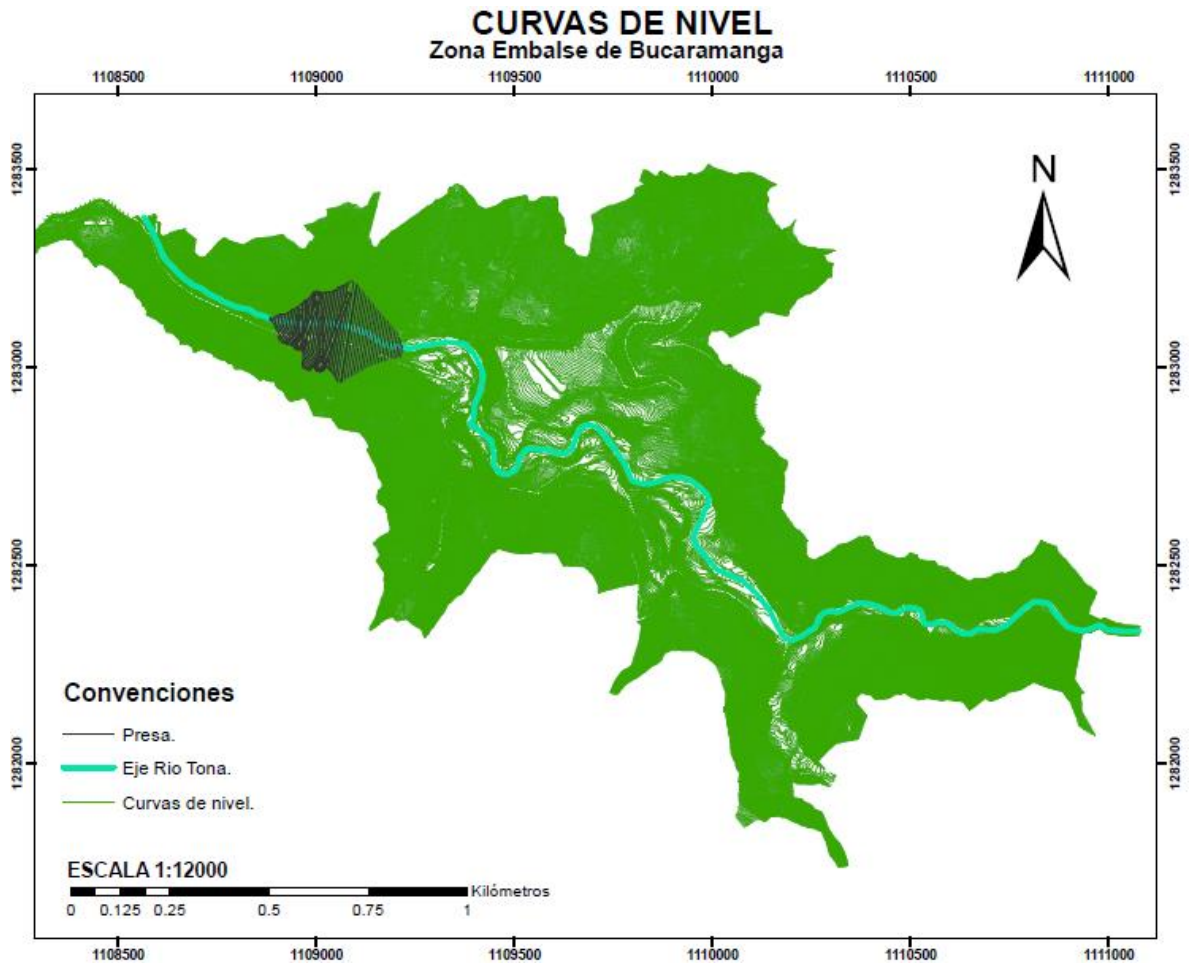 CURVAS DE NIVEL
Zona Embalse de Bucaramanga
1108500 1109000 1109500 1110000 1110500 1111000
1283500 1283500
N
1283000 1283000
1282500 1282500
Convenciones
Presa.
Eje Rio Tona.
Curvas de nivel.
1282000 1282000
ESCALA 1:12000
Kilómetros
0 0.125 0.25 0.5 0.75 1
1108500 1109000 1109500 1110000 1110500 1111000